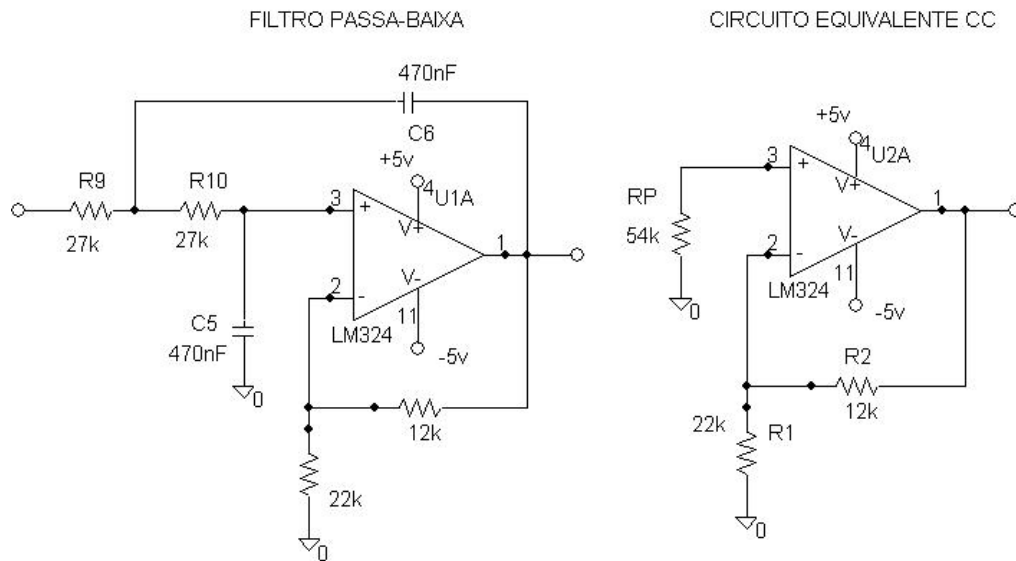 FILTRO PASSA-BAIXA
470nF
C6
+5v
4
U1A
R9
R10
3
+
V+
27k
27k
1
V-
2
-
11
LM324
-5v
C5
470nF
0
12k
22k
0
CIRCUITO EQUIVALENTE CC
+5v
4
U2A
3
+
V+
RP
54k
1
V-
2
-
11
LM324
-5v
0
R2
12k
22k
R1
0